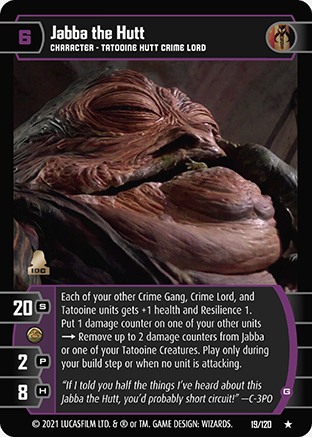 6
Jabba the Hutt
CHARACTER - TATOOINE HUTT CRIME LORD
IDC
20 S
2 P
8 H
Each of your other Crime Gang, Crime Lord, and
Tatooine units gets +1 health and Resilience 1.
Put 1 damage counter on one of your other units
→ Remove up to 2 damage counters from Jabba
or one of your Tatooine Creatures. Play only during
your build step or when no unit is attacking.
“If I told you half the things I’ve heard about this
Jabba the Hutt, you’d probably short circuit!” —C-3PO
G
© 2021 LUCASFILM LTD. & ® or TM. GAME DESIGN: WIZARDS. 19/120 ★